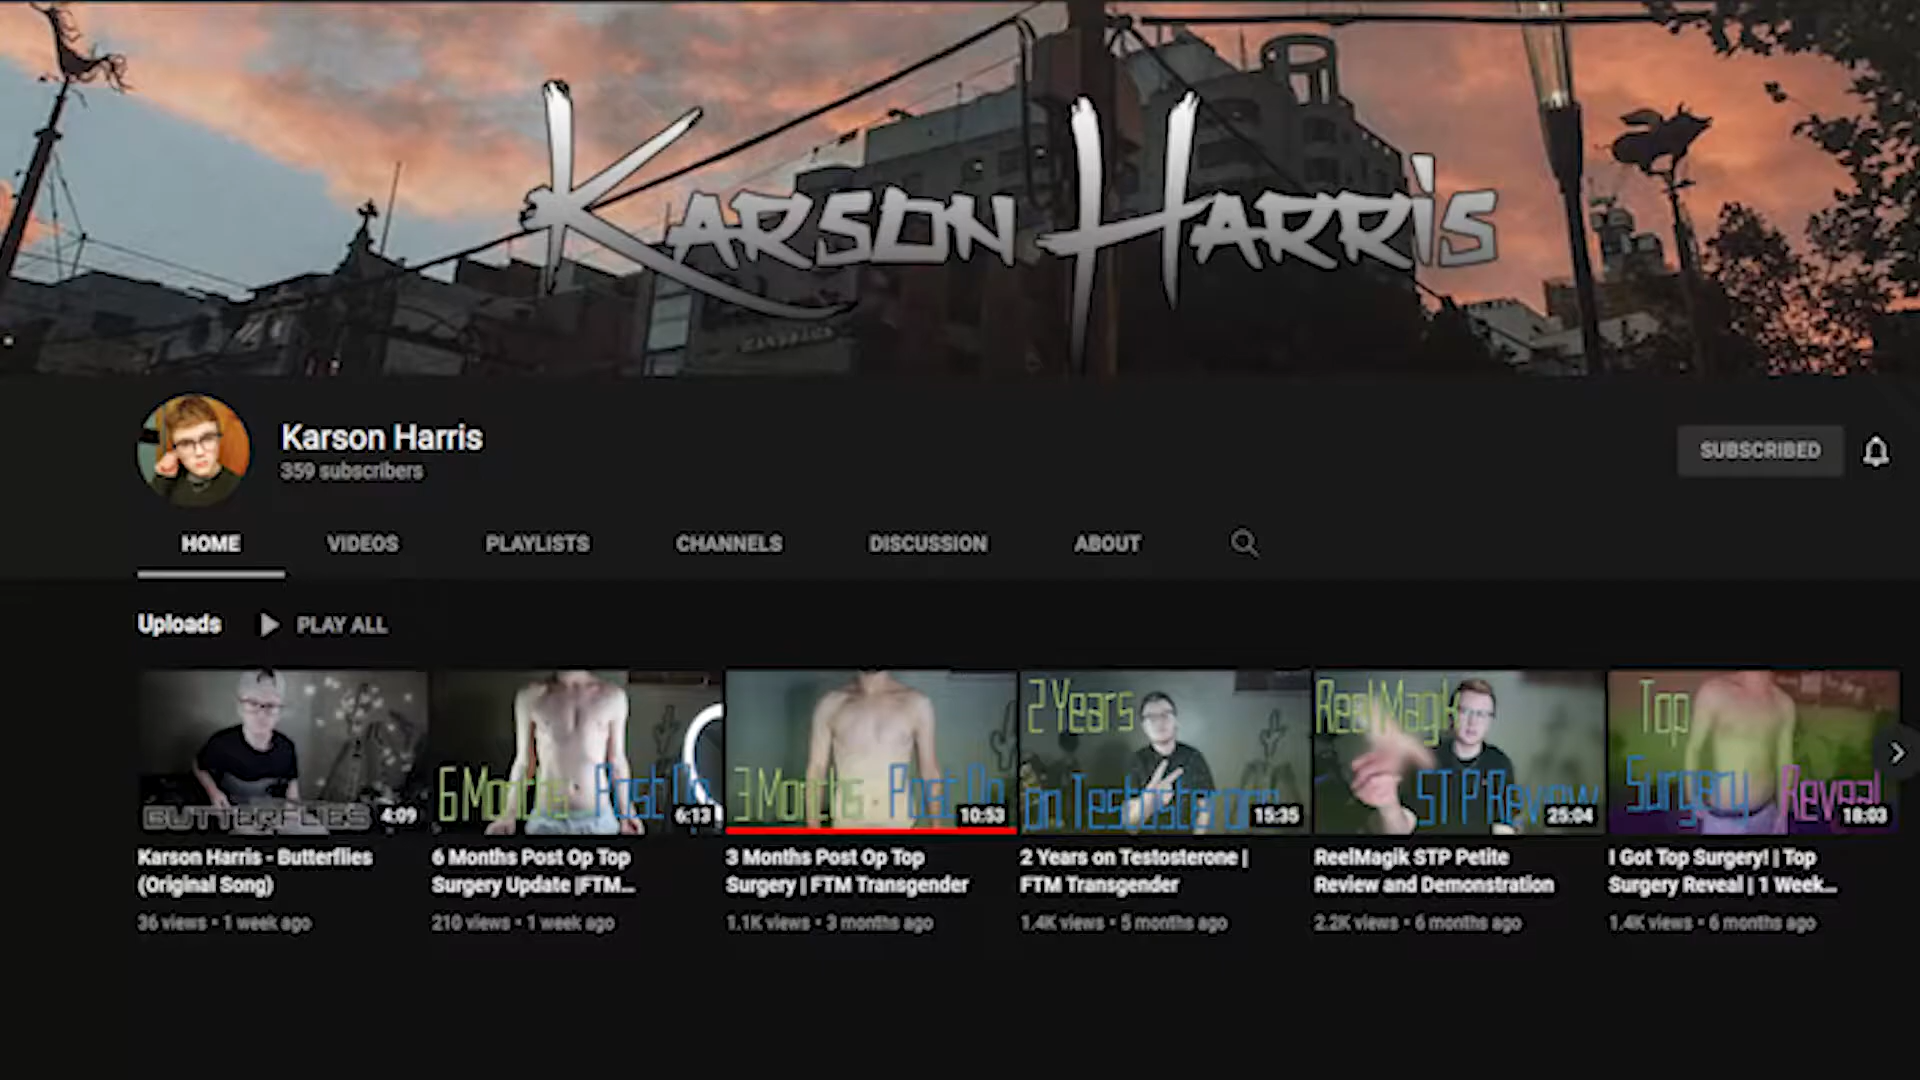 KARSON HARRIS
Karson Harris
359 subscribers
SUBSCRIBED
HOME VIDEOS PLAYLISTS CHANNELS DISCUSSION ABOUT
Uploads PLAY ALL
BUTTERFLIES 4:09
6 Months Post Op 6:13
3 Months Post Op 10:53
2 Years
on Testosterone 15:35
ReelMagik
STP Review 25:04
Top
Surgery Reveal 18:03
Karson Harris - Butterflies
(Original Song)
36 views • 1 week ago
6 Months Post Op Top
Surgery Update |FTM...
210 views • 1 week ago
3 Months Post Op Top
Surgery | FTM Transgender
1.1K views • 3 months ago
2 Years on Testosterone |
FTM Transgender
1.4K views • 5 months ago
ReelMagik STP Petite
Review and Demonstration
2.2K views • 6 months ago
I Got Top Surgery! | Top
Surgery Reveal | 1 Week...
1.4K views • 6 months ago